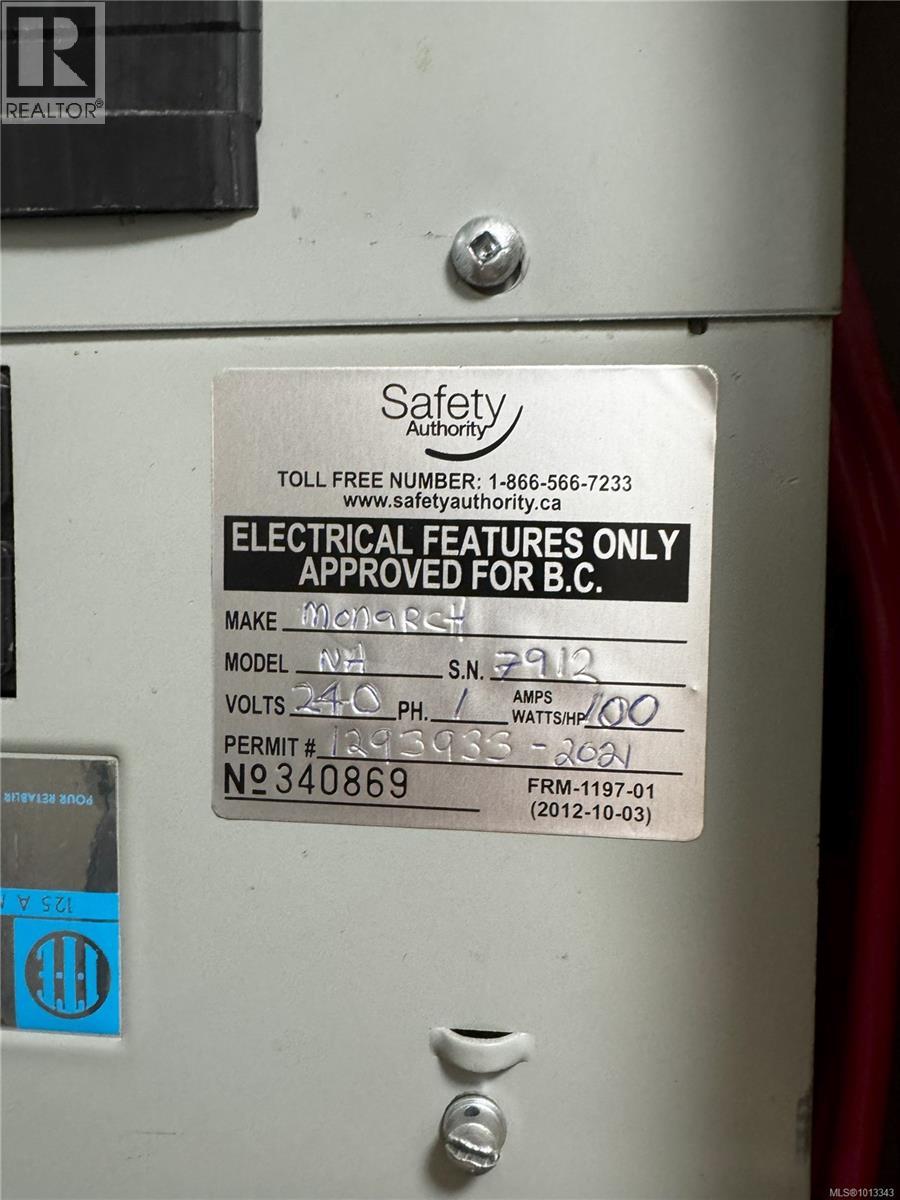 REALTOR®
Safety
Authority
TOLL FREE NUMBER: 1-866-566-7233
www.safetyauthority.ca
ELECTRICAL FEATURES ONLY
APPROVED FOR B.C.
MAKE MonaRCH
MODEL NA S.N. 7912
VOLTS 240 PH. 1 AMPS WATTS/HP 100
PERMIT # 1293933-2021
Nº 340869 FRM-1197-01
(2012-10-03)
POUR RETABLIR
125 A
MLS®1013343